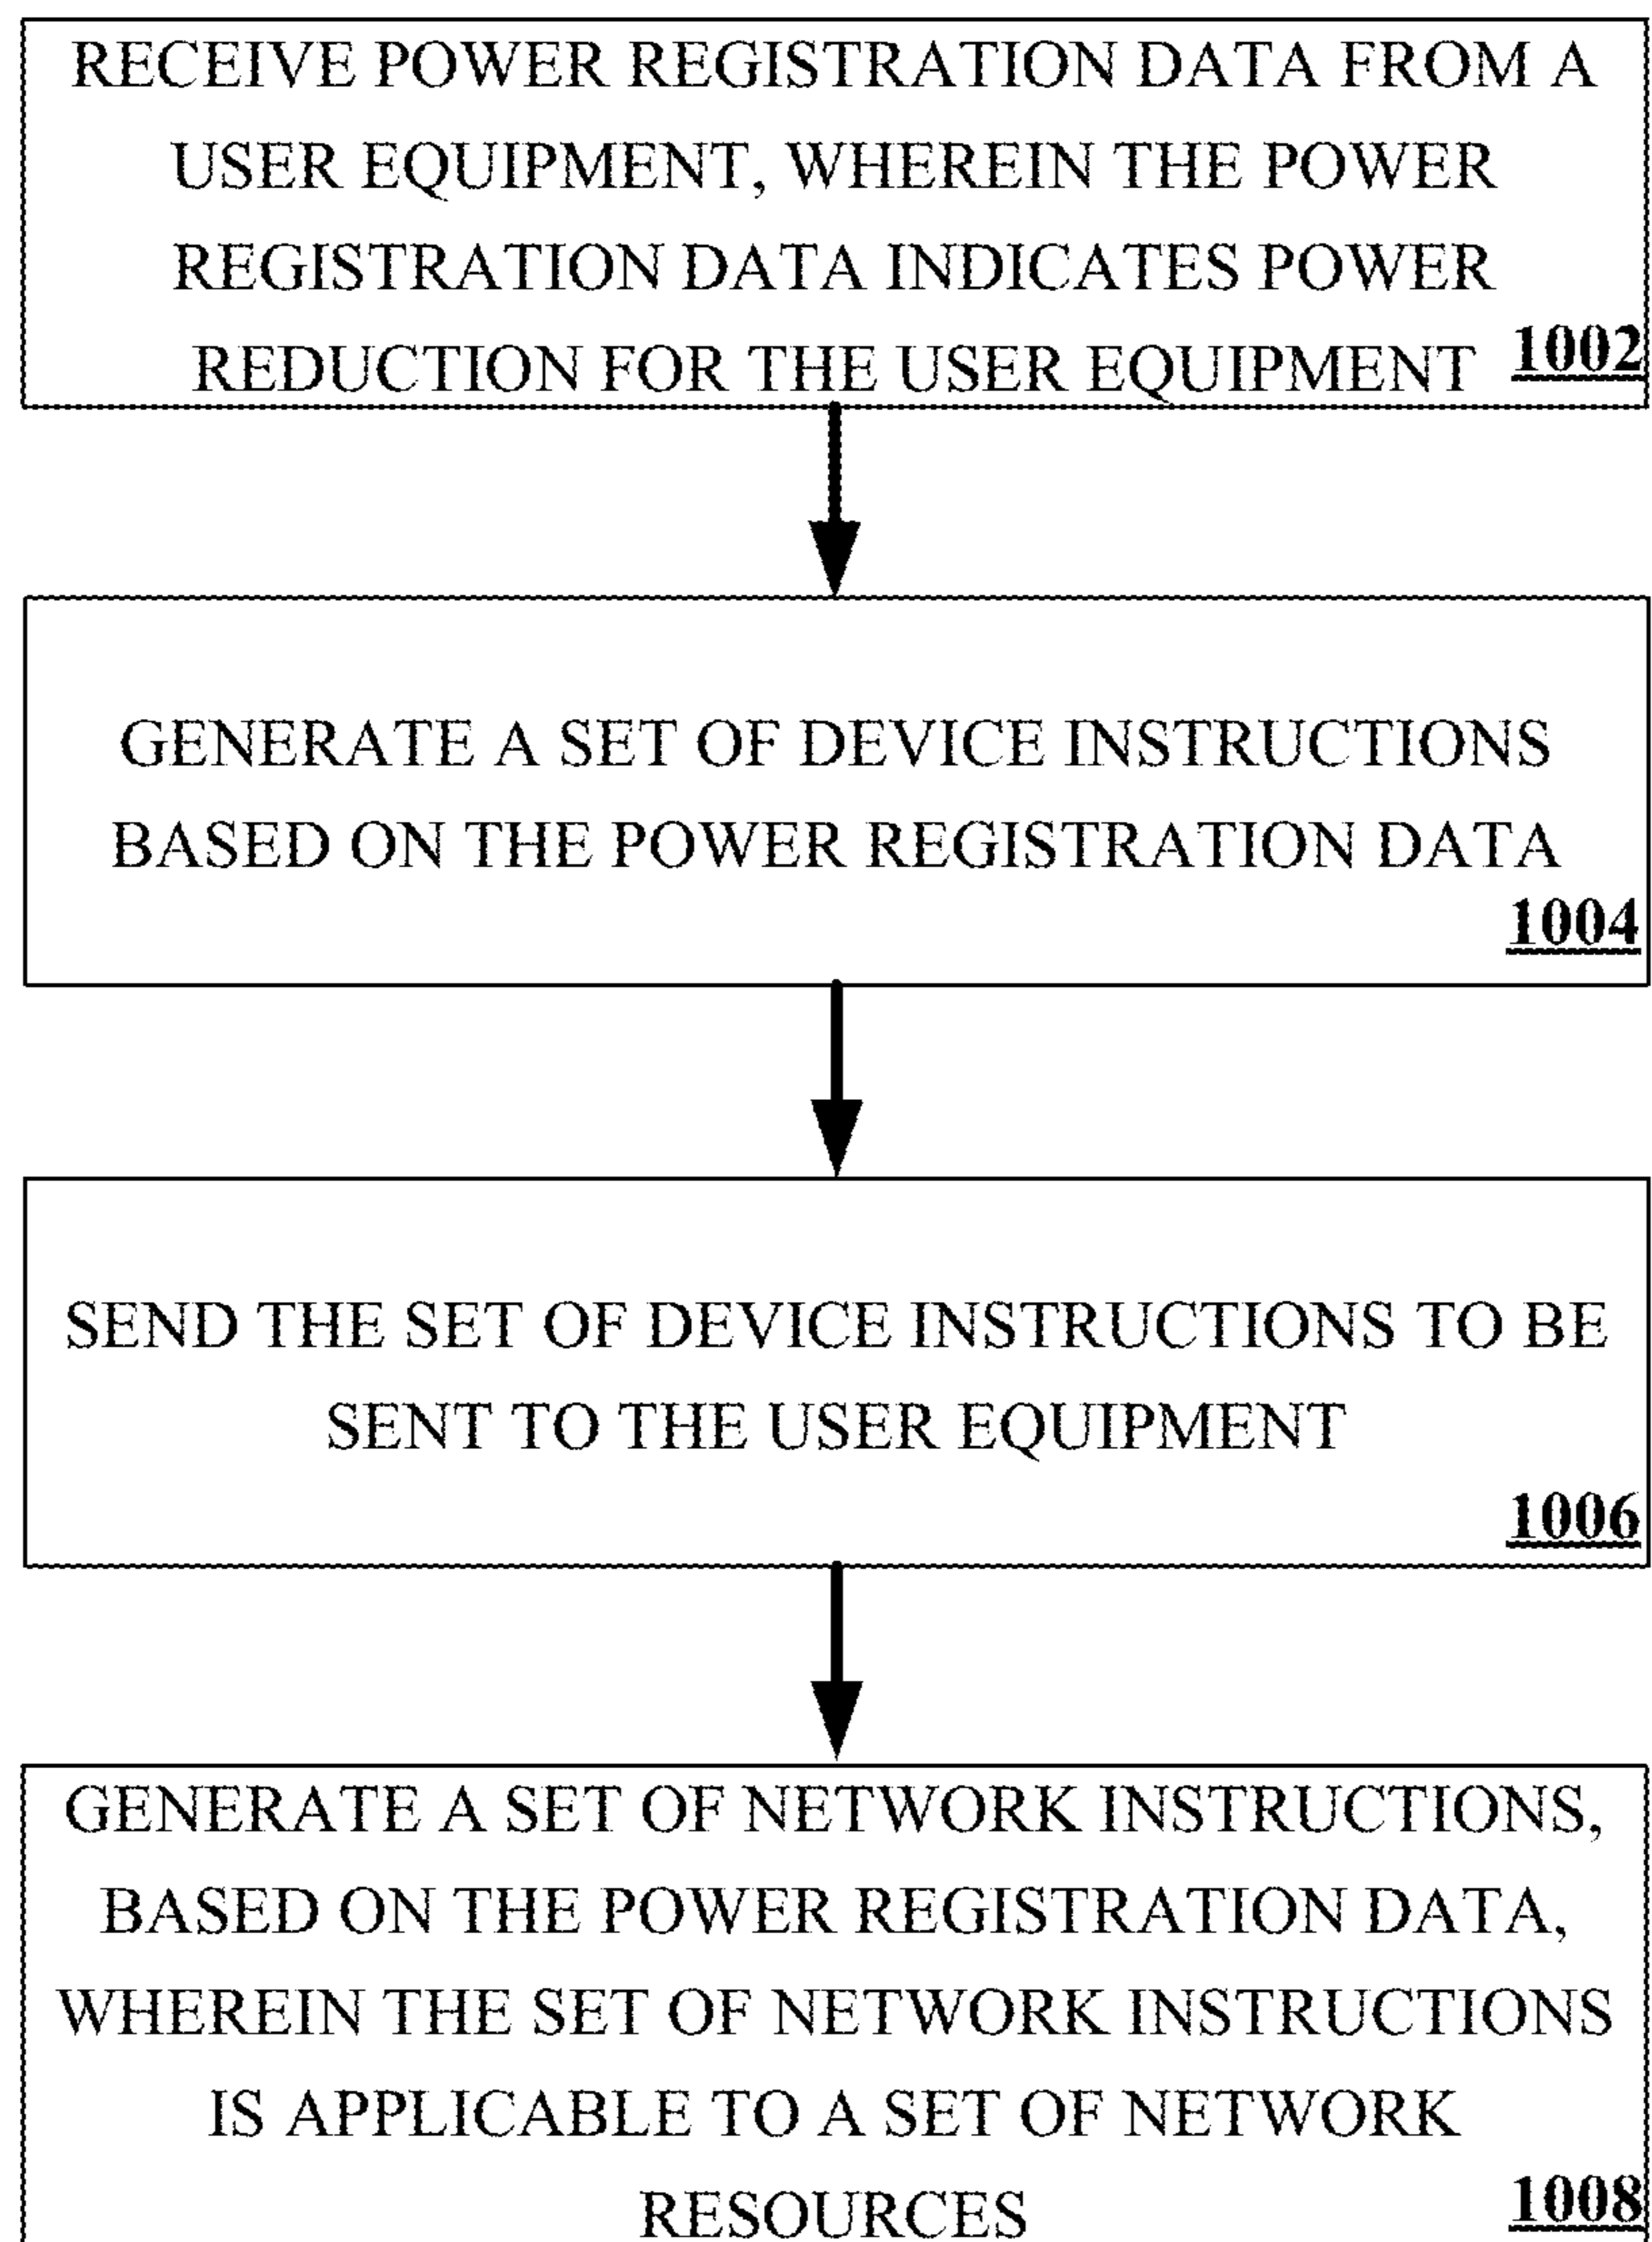 RECEIVE POWER REGISTRATION DATA FROM A
USER EQUIPMENT, WHEREIN THE POWER
REGISTRATION DATA INDICATES POWER
REDUCTION FOR THE USER EQUIPMENT 1002
GENERATE A SET OF DEVICE INSTRUCTIONS
BASED ON THE POWER REGISTRATION DATA
1004
SEND THE SET OF DEVICE INSTRUCTIONS TO BE
SENT TO THE USER EQUIPMENT
1006
GENERATE A SET OF NETWORK INSTRUCTIONS,
BASED ON THE POWER REGISTRATION DATA,
WHEREIN THE SET OF NETWORK INSTRUCTIONS
IS APPLICABLE TO A SET OF NETWORK
RESOURCES 1008